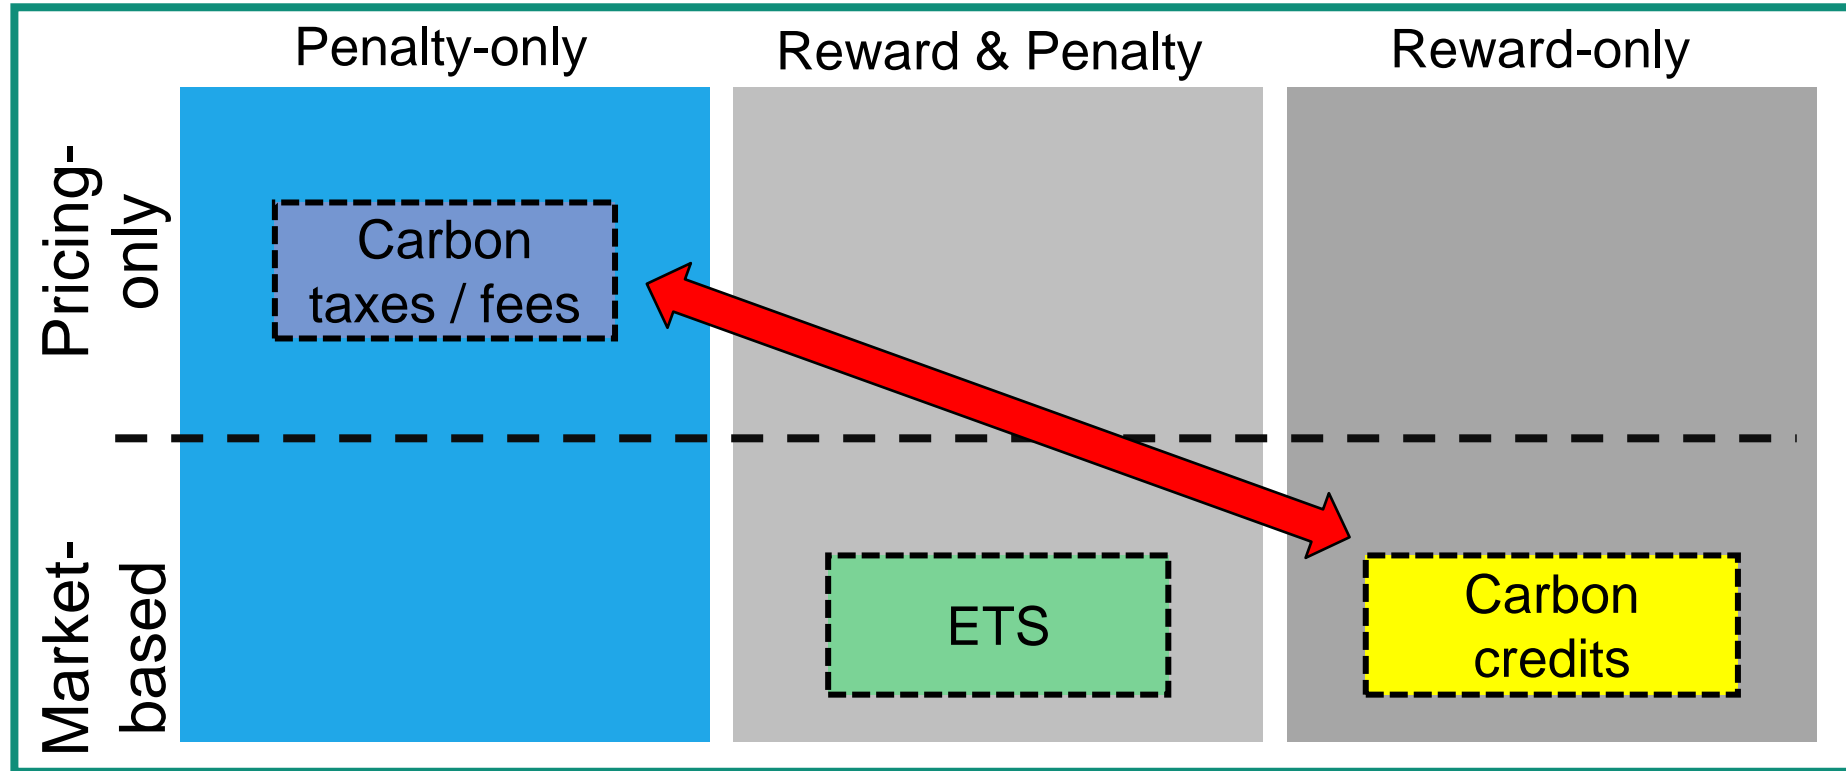 Penalty-only
Reward & Penalty
Reward-only
Pricing-
only
Carbon
taxes / fees
Market-
based
ETS
Carbon
credits